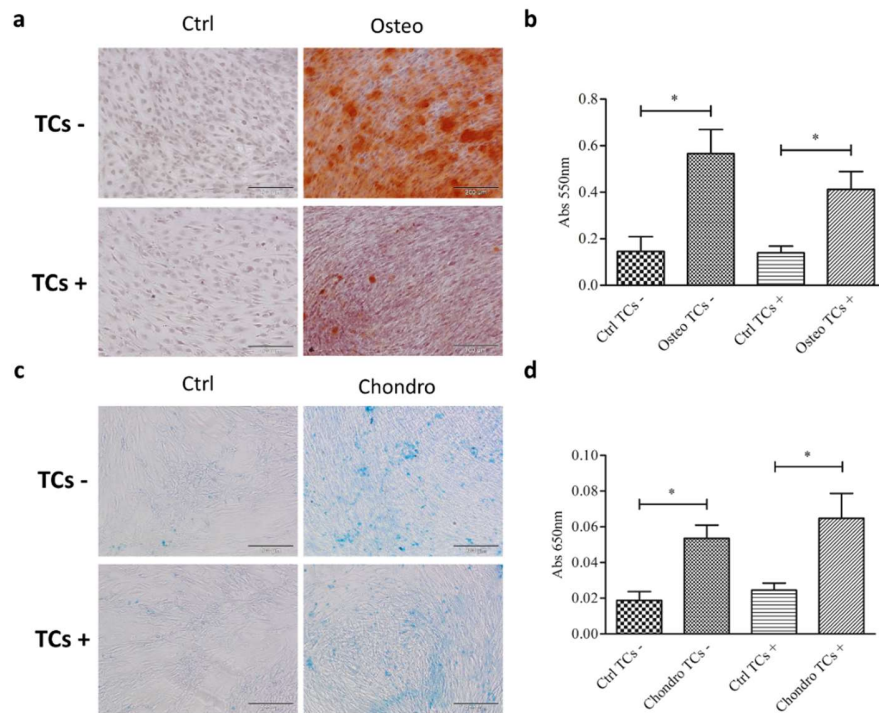 a
Ctrl
Osteo
TCs -
TCs +
200 μm
b
*
*
Abs 550nm
0.8
0.6
0.4
0.2
0.0
Ctrl TCs -
Osteo TCs -
Ctrl TCs +
Osteo TCs +
c
Ctrl
Chondro
TCs -
TCs +
d
*
*
Abs 650nm
0.10
0.08
0.06
0.04
0.02
0.00
Ctrl TCs -
Chondro TCs -
Ctrl TCs +
Chondro TCs +